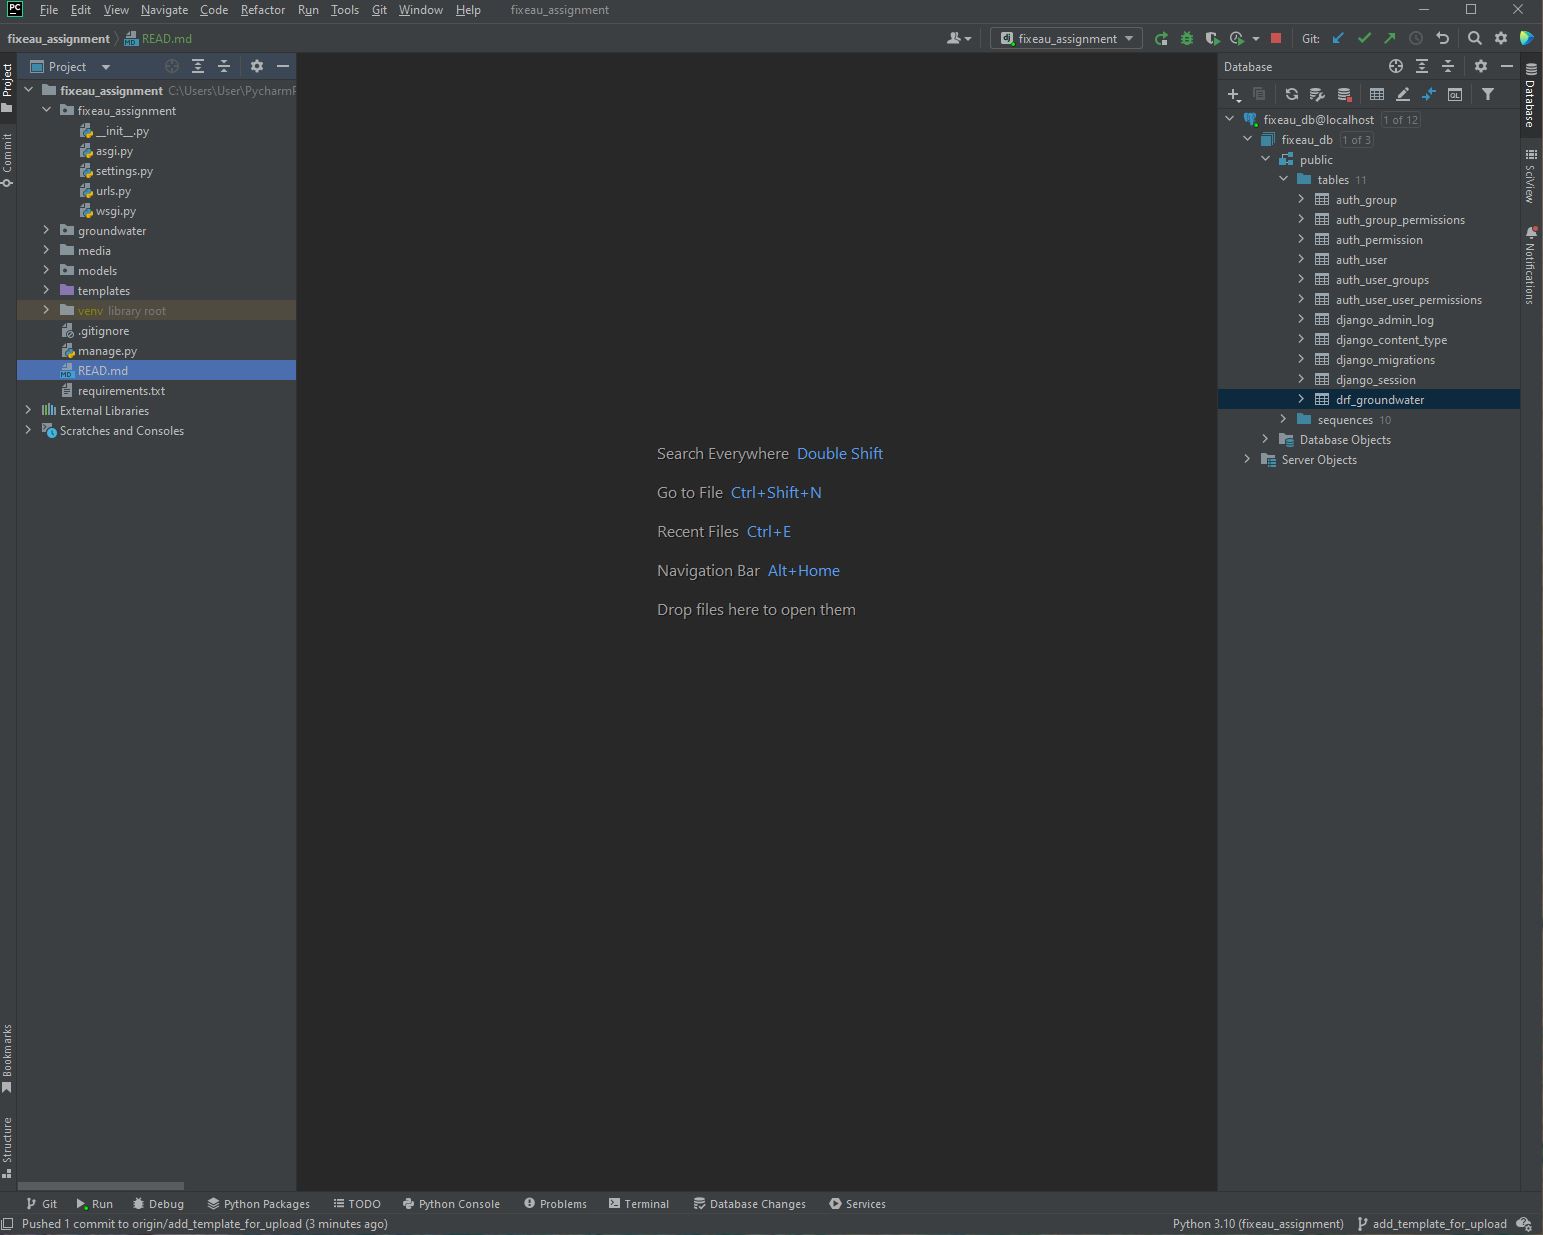 PC File Edit View Navigate Code Refactor Run Tools Git Window Help fixeau_assignment
fixeau_assignment READ.md
dj fixeau_assignment Git:
Project
fixeau_assignment C:\Users\User\PycharmP
fixeau_assignment
__init__.py
asgi.py
settings.py
urls.py
wsgi.py
groundwater
media
models
templates
venv library root
.gitignore
manage.py
MD READ.md
requirements.txt
External Libraries
Scratches and Consoles
Project
Commit
Bookmarks
Structure
Search Everywhere Double Shift
Go to File Ctrl+Shift+N
Recent Files Ctrl+E
Navigation Bar Alt+Home
Drop files here to open them
Database
QL
fixeau_db@localhost 1 of 12
fixeau_db 1 of 3
public
tables 11
auth_group
auth_group_permissions
auth_permission
auth_user
auth_user_groups
auth_user_user_permissions
django_admin_log
django_content_type
django_migrations
django_session
drf_groundwater
sequences 10
Database Objects
Server Objects
Database
SciView
Notifications
Git Run Debug Python Packages TODO Python Console Problems Terminal Database Changes Services
Pushed 1 commit to origin/add_template_for_upload (3 minutes ago) Python 3.10 (fixeau_assignment) add_template_for_upload